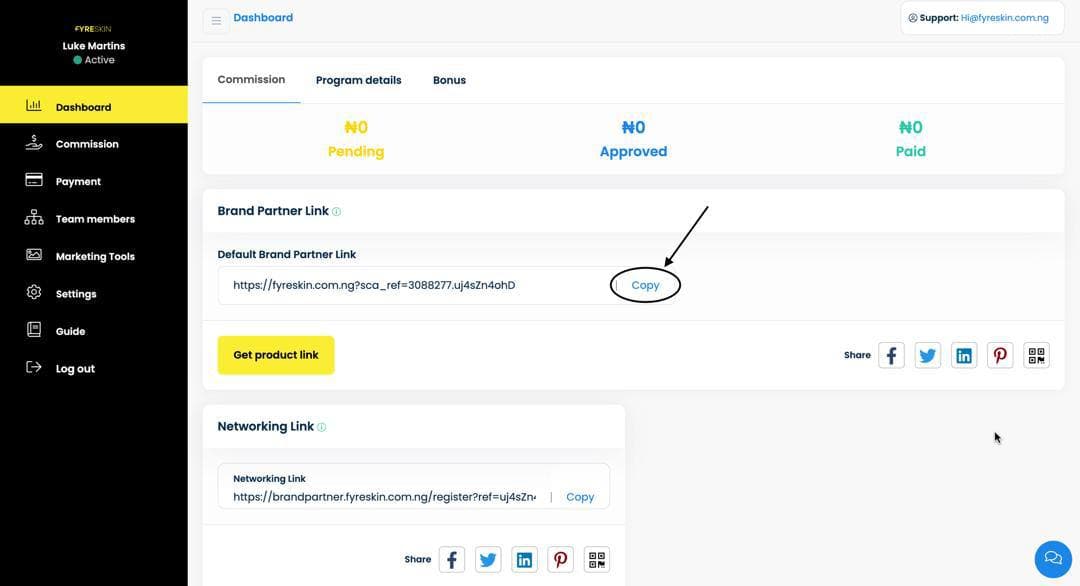 FYRESKIN
Luke Martins
Active
Dashboard
Commission
Payment
Team members
Marketing Tools
Settings
Guide
Log out
Dashboard
Support: Hi@fyreskin.com.ng
Commission Program details Bonus
₦0 ₦0 ₦0
Pending Approved Paid
Brand Partner Link
Default Brand Partner Link
https://fyreskin.com.ng?sca_ref=3088277.uj4sZn4ohD | Copy
Get product link
Share
Networking Link
Networking Link
https://brandpartner.fyreskin.com.ng/register?ref=uj4sZn4 | Copy
Share